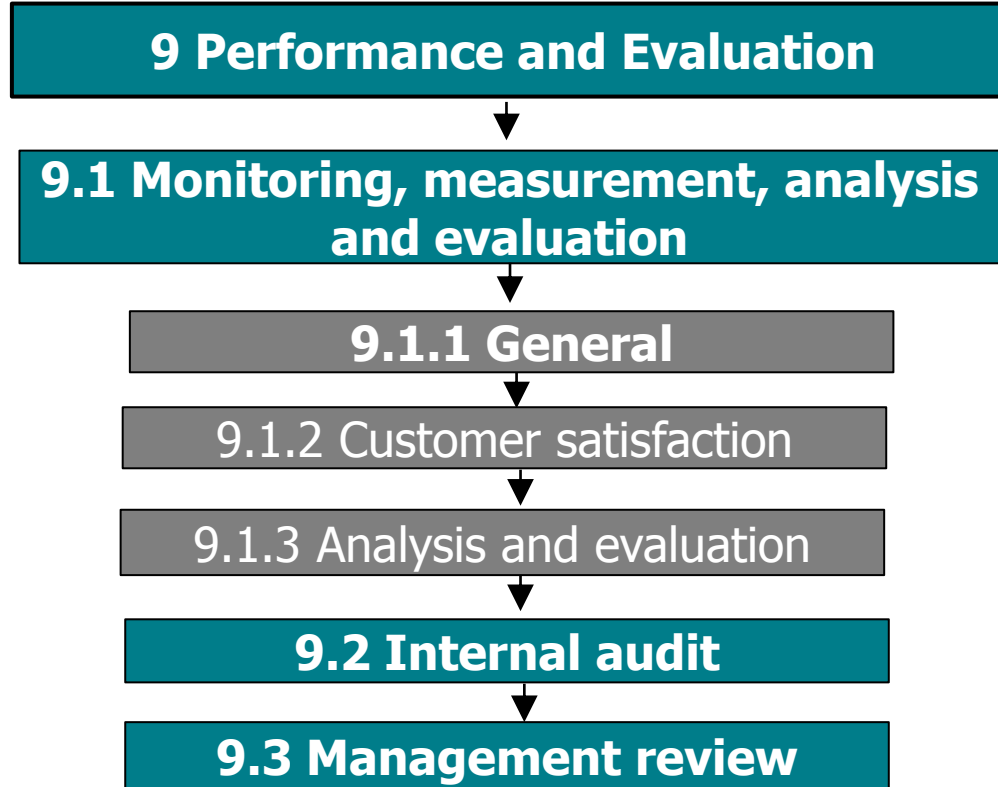 9 Performance and Evaluation
9.1 Monitoring, measurement, analysis
and evaluation
9.1.1 General
9.1.2 Customer satisfaction
9.1.3 Analysis and evaluation
9.2 Internal audit
9.3 Management review